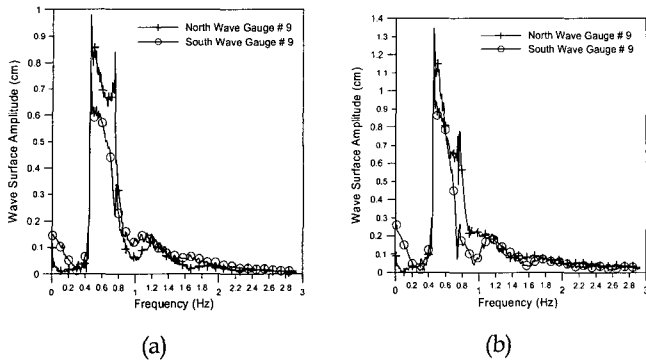 1
0.9
0.8
0.7
0.6
0.5
0.4
0.3
0.2
0.1
0
Wave Surface Amplitude (cm)
North Wave Gauge # 9
South Wave Gauge # 9
0 0.2 0.4 0.6 0.8 1 1.2 1.4 1.6 1.8 2 2.2 2.4 2.6 2.8 3
Frequency (Hz)
(a)
1.4
1.3
1.2
1.1
1
0.9
0.8
0.7
0.6
0.5
0.4
0.3
0.2
0.1
0
Wave Surface Amplitude (cm)
North Wave Gauge # 9
South Wave Gauge # 9
0 0.2 0.4 0.6 0.8 1 1.2 1.4 1.6 1.8 2 2.2 2.4 2.6 2.8 3
Frequency (Hz)
(b)